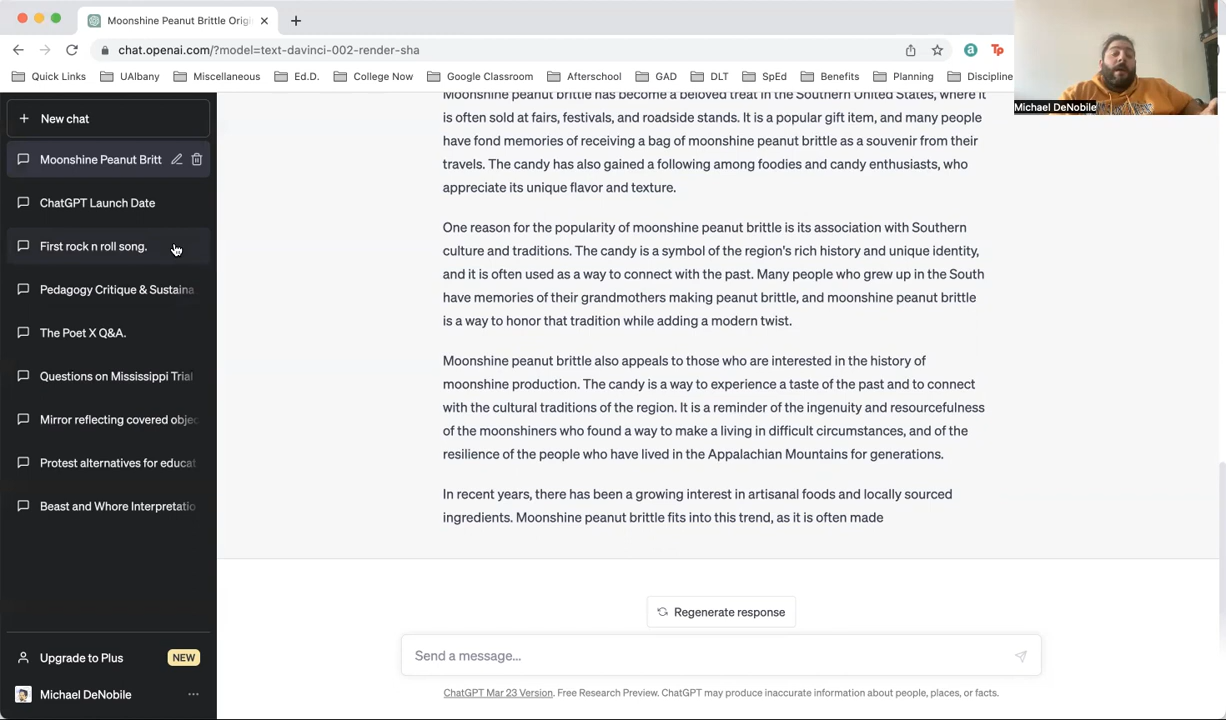 Moonshine Peanut Brittle Origi
chat.openai.com/?model=text-davinci-002-render-sha
Quick Links
UAlbany
Miscellaneous
Ed.D.
College Now
Google Classroom
Afterschool
GAD
DLT
SpEd
Benefits
Planning
Discipline
Michael DeNobile
New chat
Moonshine Peanut Britt
ChatGPT Launch Date
First rock n roll song.
Pedagogy Critique & Sustaina
The Poet X Q&A.
Questions on Mississippi Trial
Mirror reflecting covered objec
Protest alternatives for educat
Beast and Whore Interpretatio
Upgrade to Plus
NEW
Michael DeNobile
Moonshine peanut brittle has become a beloved treat in the Southern United States, where it
is often sold at fairs, festivals, and roadside stands. It is a popular gift item, and many people
have fond memories of receiving a bag of moonshine peanut brittle as a souvenir from their
travels. The candy has also gained a following among foodies and candy enthusiasts, who
appreciate its unique flavor and texture.
One reason for the popularity of moonshine peanut brittle is its association with Southern
culture and traditions. The candy is a symbol of the region's rich history and unique identity,
and it is often used as a way to connect with the past. Many people who grew up in the South
have memories of their grandmothers making peanut brittle, and moonshine peanut brittle
is a way to honor that tradition while adding a modern twist.
Moonshine peanut brittle also appeals to those who are interested in the history of
moonshine production. The candy is a way to experience a taste of the past and to connect
with the cultural traditions of the region. It is a reminder of the ingenuity and resourcefulness
of the moonshiners who found a way to make a living in difficult circumstances, and of the
resilience of the people who have lived in the Appalachian Mountains for generations.
In recent years, there has been a growing interest in artisanal foods and locally sourced
ingredients. Moonshine peanut brittle fits into this trend, as it is often made
Regenerate response
Send a message...
ChatGPT Mar 23 Version. Free Research Preview. ChatGPT may produce inaccurate information about people, places, or facts.